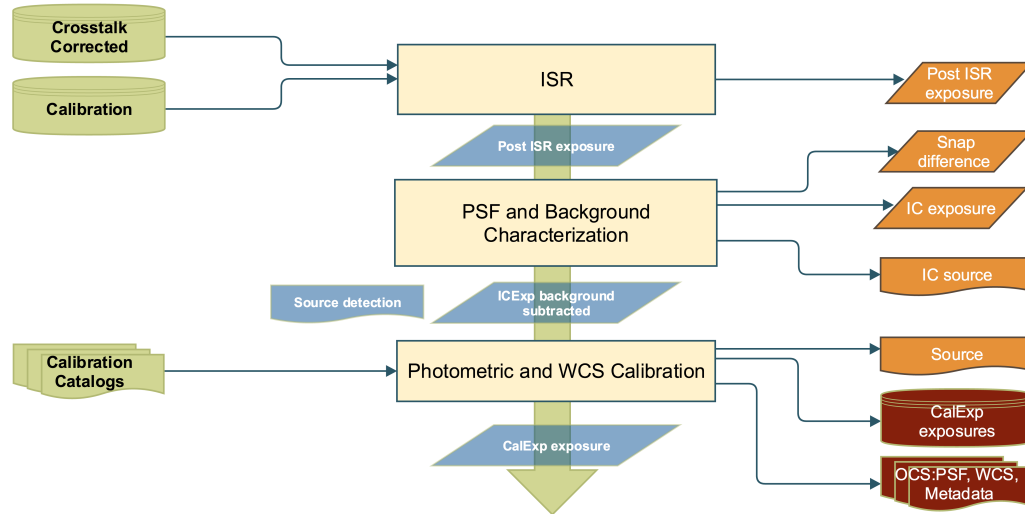 Crosstalk
Corrected
Calibration
ISR
Post ISR
exposure
Post ISR exposure
Snap
difference
PSF and Background
Characterization
IC exposure
IC source
Source detection
ICExp background
subtracted
Calibration
Catalogs
Photometric and WCS Calibration
Source
CalExp
exposures
CalExp exposure
OCS:PSF, WCS,
Metadata